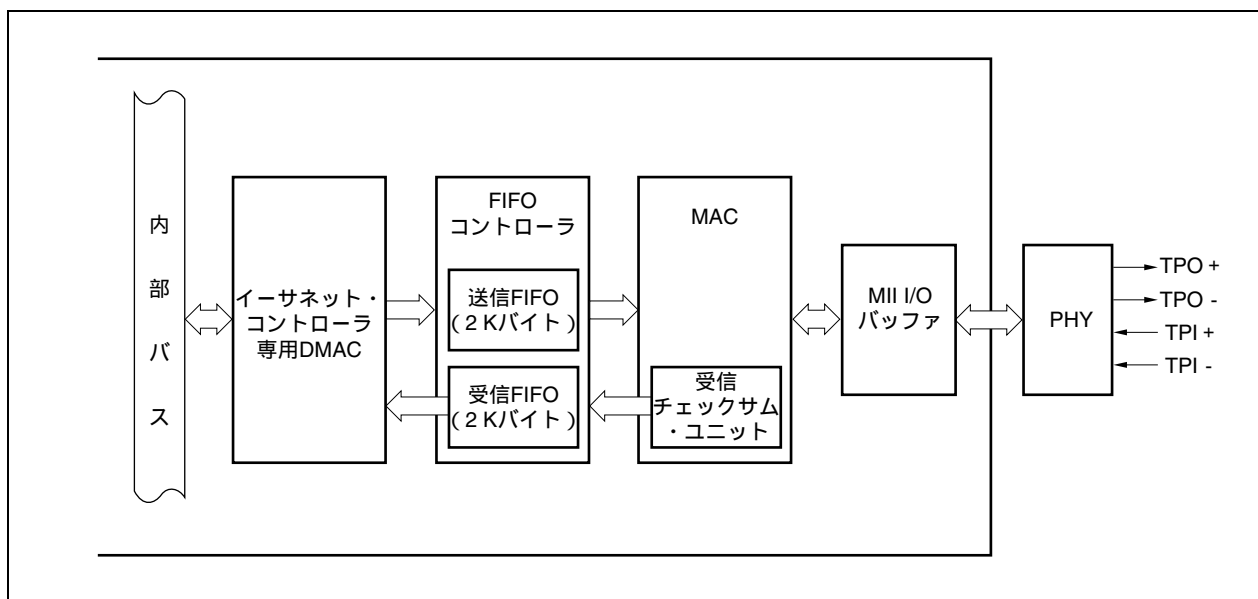 内部バス
イーサネット・
コントローラ
専用DMAC
FIFO
コントローラ
送信FIFO
(2 Kバイト)
受信FIFO
(2 Kバイト)
MAC
受信
チェックサム
・ユニット
MII I/O
バッファ
PHY
TPO +
TPO -
TPI +
TPI -